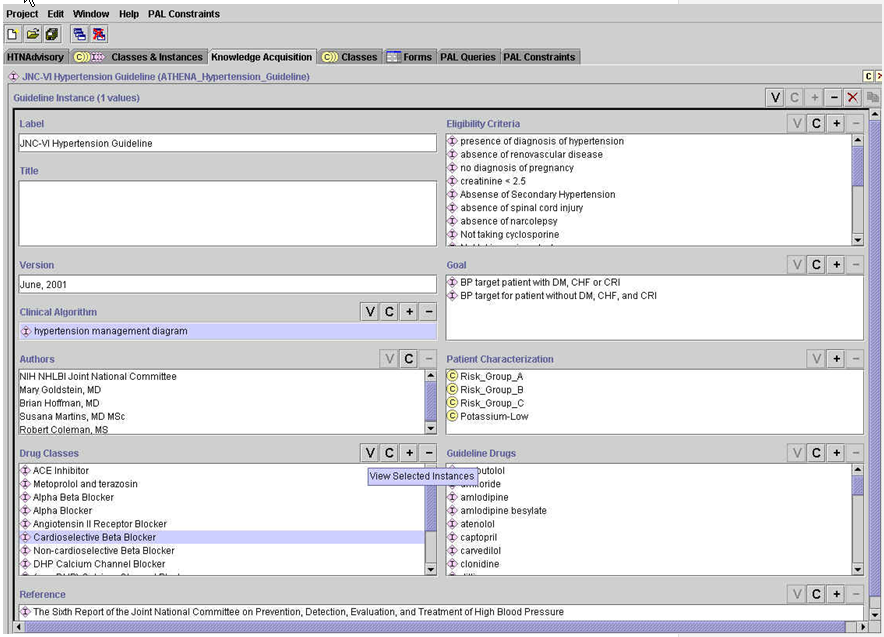 Project Edit Window Help PAL Constraints
HTNAdvisory Classes & Instances Knowledge Acquisition Classes Forms PAL Queries PAL Constraints
JNC-VI Hypertension Guideline (ATHENA_Hypertension_Guideline)
Guideline Instance (1 values)
Label
JNC-VI Hypertension Guideline
Title
Version
June, 2001
Clinical Algorithm
hypertension management diagram
Authors
NIH NHLBI Joint National Committee
Mary Goldstein, MD
Brian Hoffman, MD
Susana Martins, MD MSc
Robert Coleman, MS
Drug Classes
View Selected Instances
ACE Inhibitor
Metoprolol and terazosin
Alpha Beta Blocker
Alpha Blocker
Angiotensin II Receptor Blocker
Cardioselective Beta Blocker
Non-cardioselective Beta Blocker
DHP Calcium Channel Blocker
Eligibility Criteria
presence of diagnosis of hypertension
absence of renovascular disease
no diagnosis of pregnancy
creatinine < 2.5
Absense of Secondary Hypertension
absence of spinal cord injury
absence of narcolepsy
Not taking cyclosporine
Goal
BP target patient with DM, CHF or CRI
BP target for patient without DM, CHF, and CRI
Patient Characterization
Risk_Group_A
Risk_Group_B
Risk_Group_C
Potassium-Low
Guideline Drugs
amlodipine
amlodipine besylate
atenolol
captopril
carvedilol
clonidine
Reference
The Sixth Report of the Joint National Committee on Prevention, Detection, Evaluation, and Treatment of High Blood Pressure